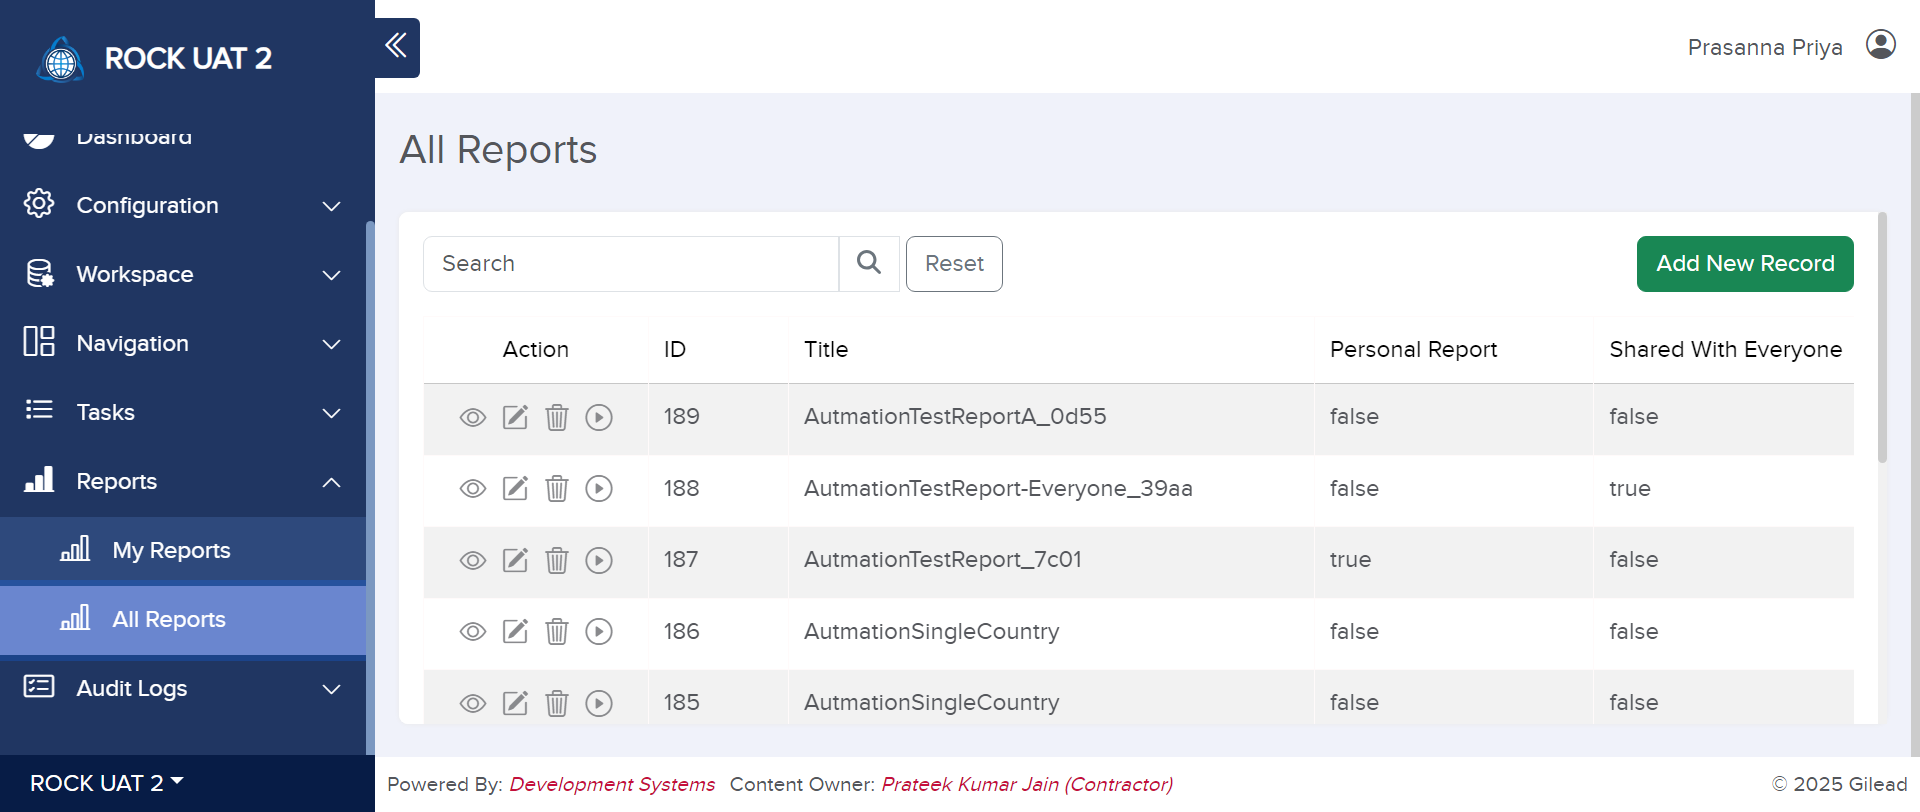 ROCK UAT 2
Prasanna Priya
Dashboard
Configuration
Workspace
Navigation
Tasks
Reports
My Reports
All Reports
Audit Logs
ROCK UAT 2
All Reports
Search
Reset
Add New Record
Action ID Title Personal Report Shared With Everyone
189 AutmationTestReportA_0d55 false false
188 AutmationTestReport-Everyone_39aa false true
187 AutmationTestReport_7c01 true false
186 AutmationSingleCountry false false
185 AutmationSingleCountry false false
Powered By: Development Systems Content Owner: Prateek Kumar Jain (Contractor)
© 2025 Gilead